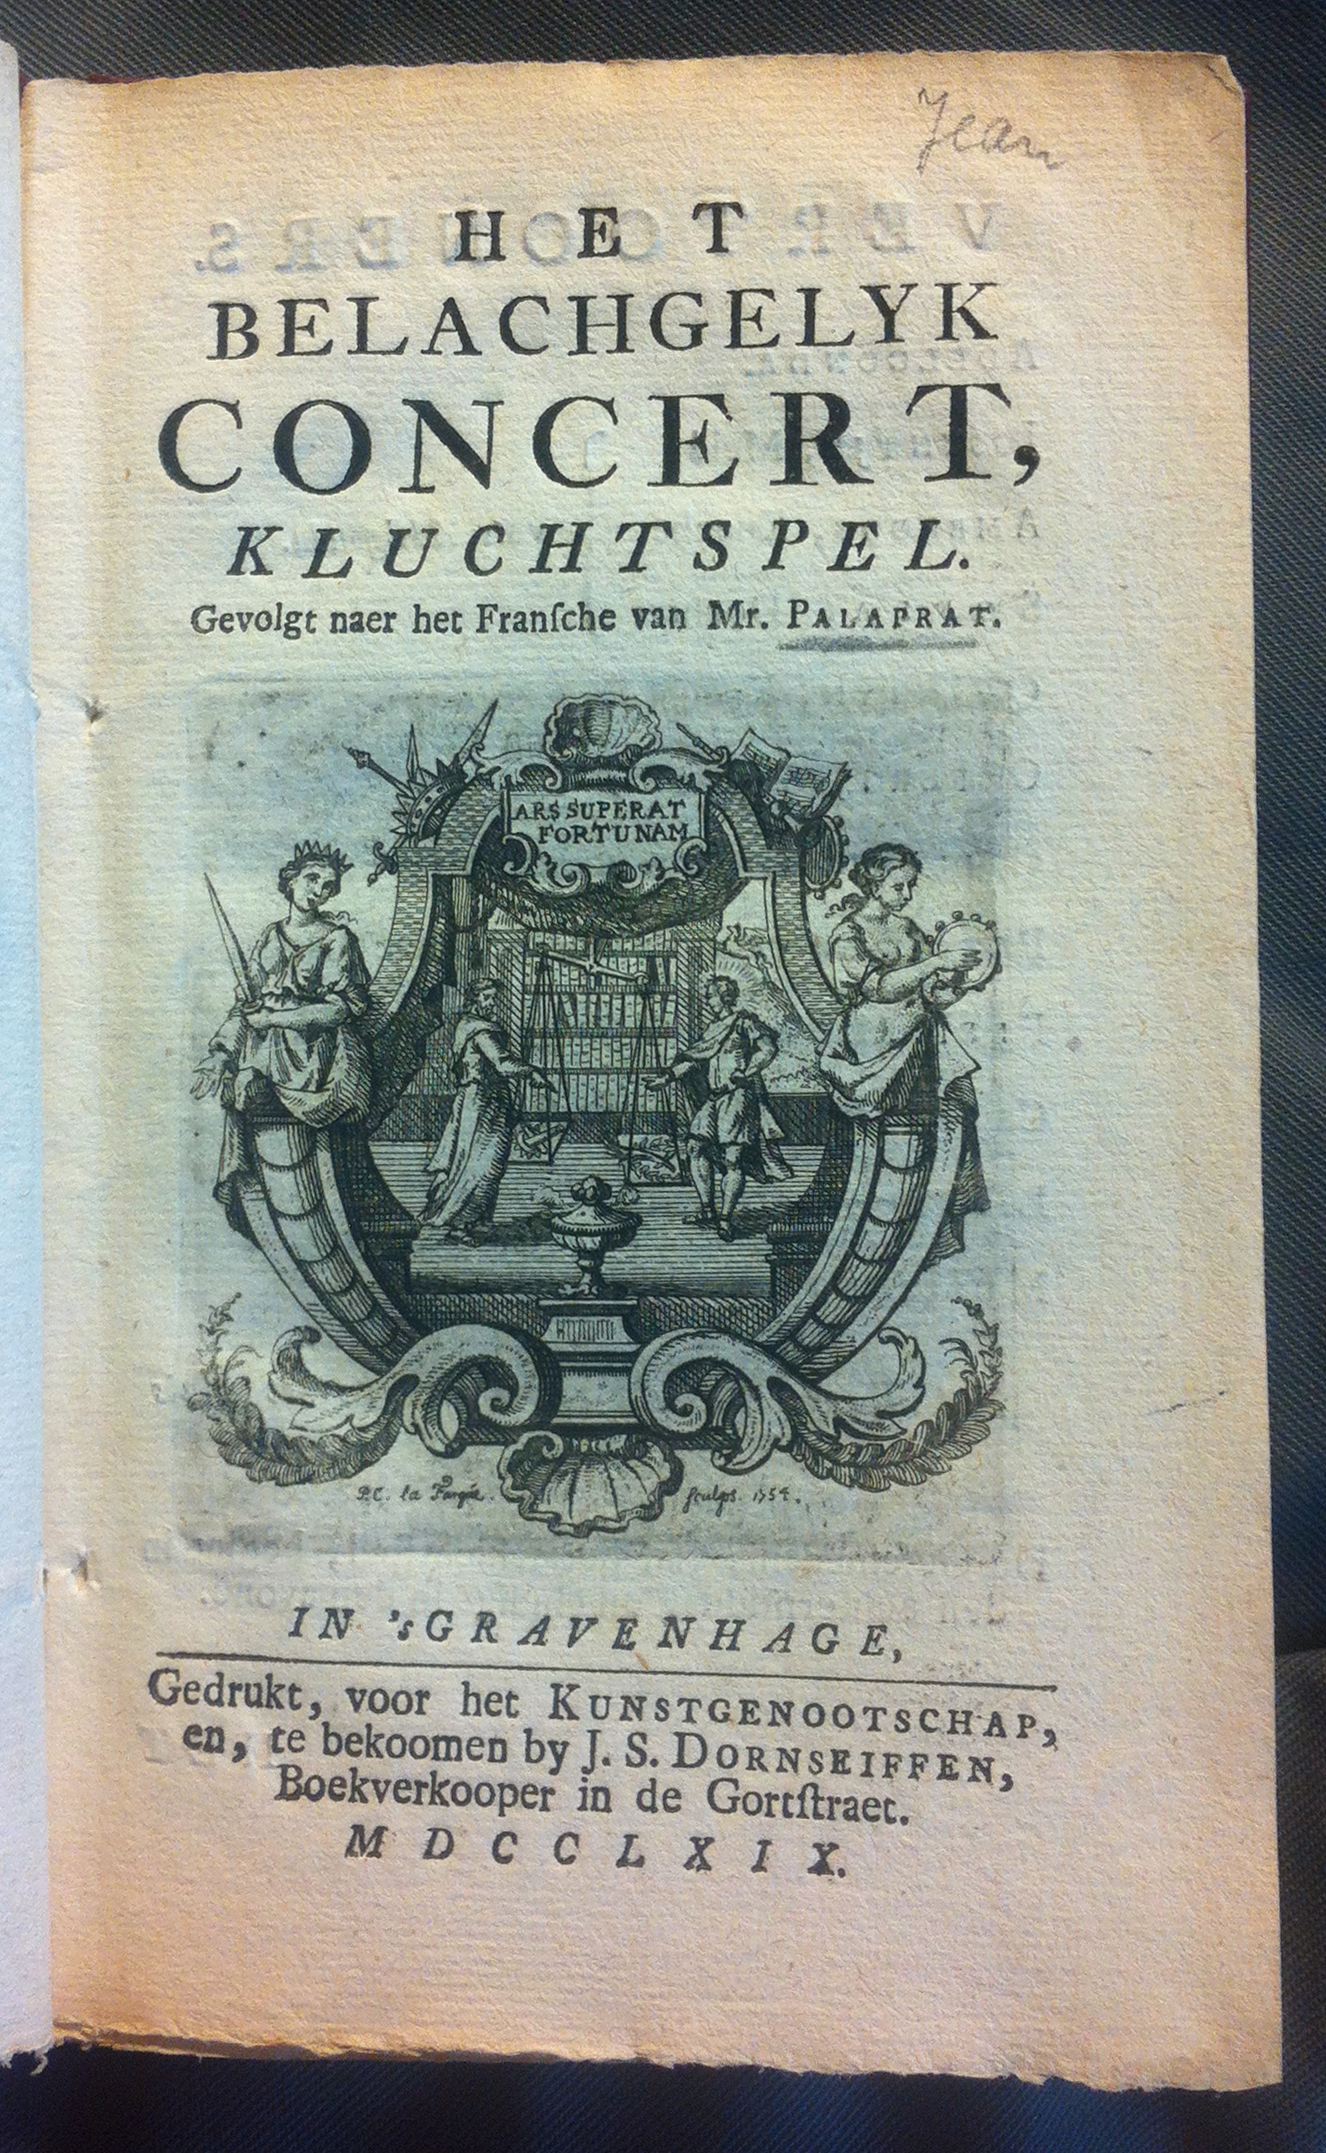 Jean
HET
BELACHGELYK
CONCERT,
KLUCHTSPEL.
Gevolgt naer het Franſche van Mr. PALAPRAT.
ARS SUPERAT
FORTUNAM
P.C. la Fargue. ſculps. 1754.
IN 'sGRAVENHAGE,
Gedrukt, voor het KUNSTGENOOTSCHAP,
en, te bekoomen by J. S. DORNSEIFFEN,
Boekverkooper in de Gortſtraet.
MDCCLXIX.